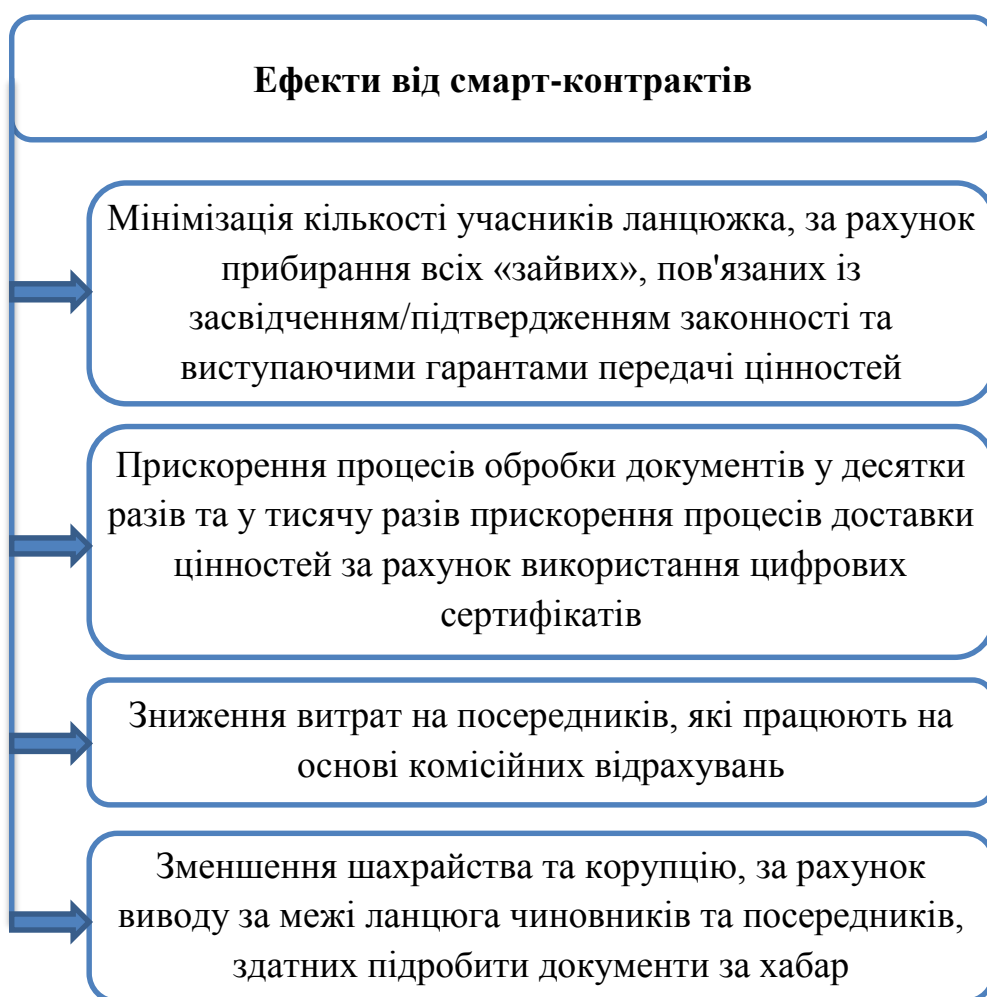 Ефекти від смарт-контрактів
Мінімізація кількості учасників ланцюжка, за рахунок
прибирання всіх «зайвих», пов'язаних із
засвідченням/підтвердженням законності та
виступаючими гарантами передачі цінностей
Прискорення процесів обробки документів у десятки
разів та у тисячу разів прискорення процесів доставки
цінностей за рахунок використання цифрових
сертифікатів
Зниження витрат на посередників, які працюють на
основі комісійних відрахувань
Зменшення шахрайства та корупцію, за рахунок
виводу за межі ланцюга чиновників та посередників,
здатних підробити документи за хабар